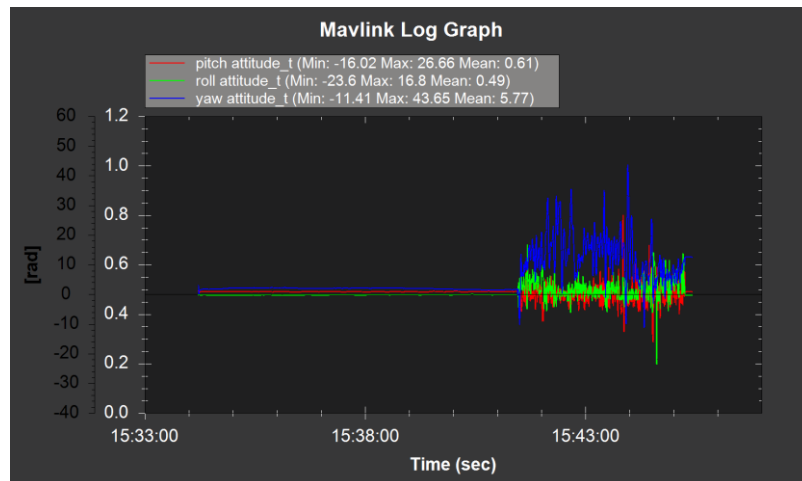 Mavlink Log Graph
pitch attitude_t (Min: -16.02 Max: 26.66 Mean: 0.61)
roll attitude_t (Min: -23.6 Max: 16.8 Mean: 0.49)
yaw attitude_t (Min: -11.41 Max: 43.65 Mean: 5.77)
60
50
40
30
20
10
0
-10
-20
-30
-40
[rad]
1.2
1.0
0.8
0.6
0.4
0.2
0.0
15:33:00 15:38:00 15:43:00
Time (sec)